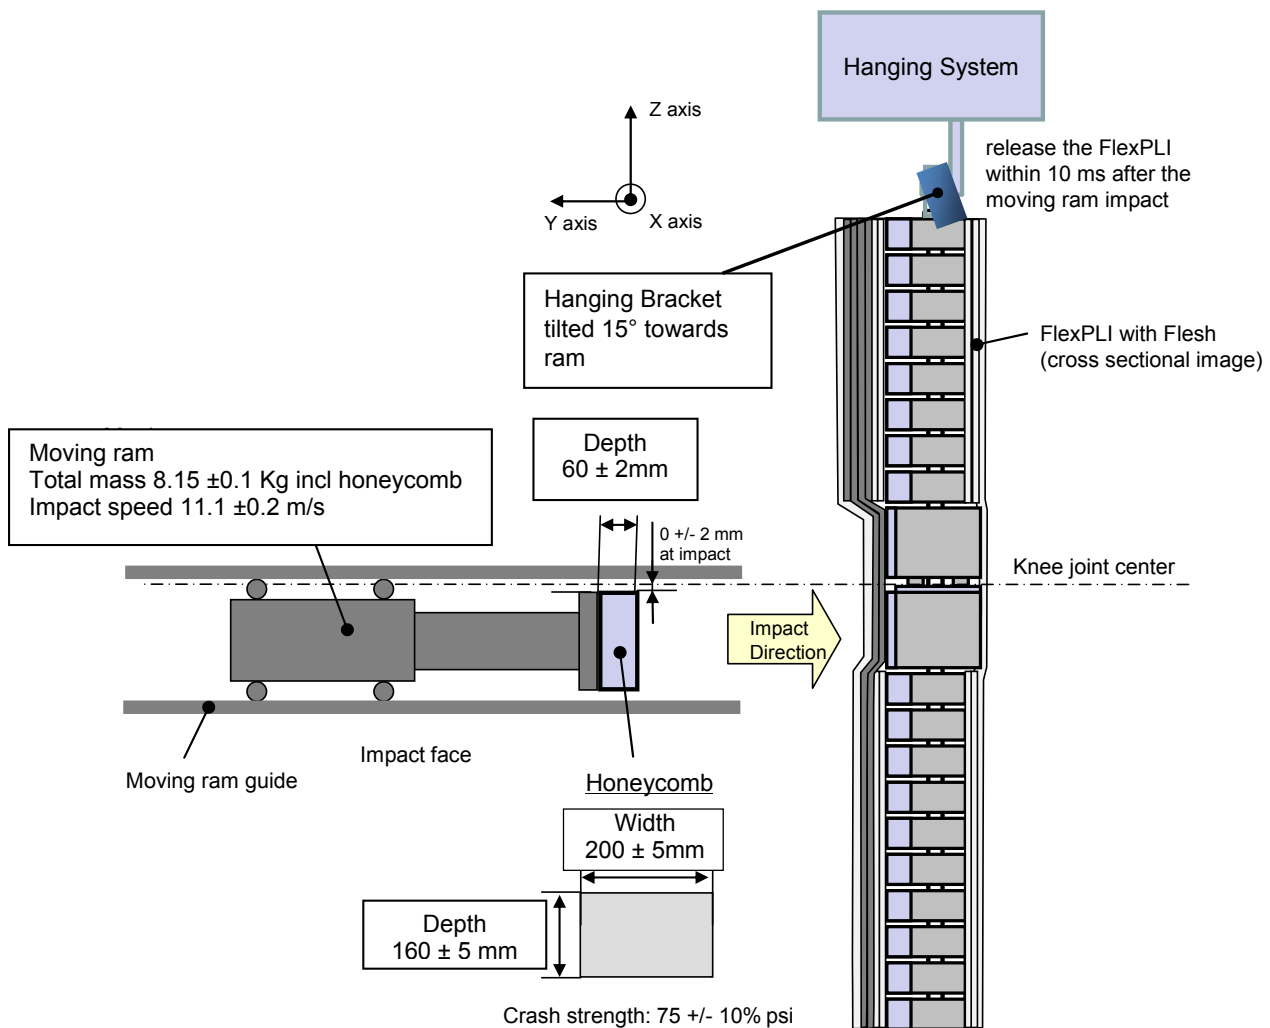 Hanging System
Z axis
Y axis
X axis
release the FlexPLI
within 10 ms after the
moving ram impact
Hanging Bracket
tilted 15° towards
ram
FlexPLI with Flesh
(cross sectional image)
Moving ram
Total mass 8.15 ±0.1 Kg incl honeycomb
Impact speed 11.1 ±0.2 m/s
Depth
60 ± 2mm
0 +/- 2 mm
at impact
Knee joint center
Impact
Direction
Impact face
Moving ram guide
Honeycomb
Width
200 ± 5mm
Depth
160 ± 5 mm
Crash strength: 75 +/- 10% psi